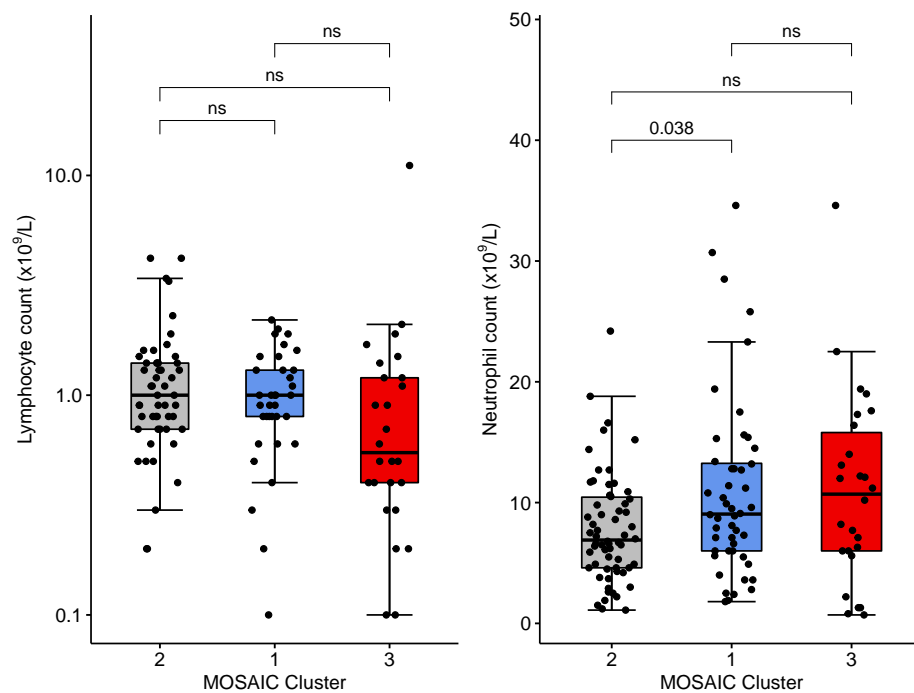 Lymphocyte count (x10⁹/L)
10.0
1.0
0.1
ns
ns
ns
2 1 3
MOSAIC Cluster
Neutrophil count (x10⁹/L)
50
40
30
20
10
0
ns
ns
0.038
2 1 3
MOSAIC Cluster